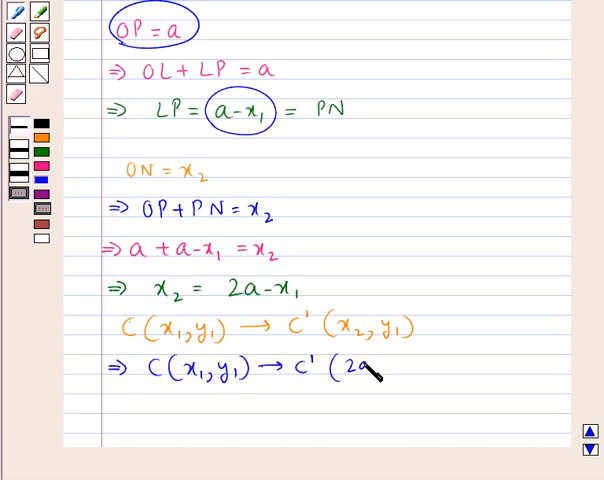 OP = a
⇒ OL + LP = a
⇒ LP = a - x₁ = PN
ON = x₂
⇒ OP + PN = x₂
⇒ a + a - x₁ = x₂
⇒ x₂ = 2a - x₁
C(x₁, y₁) → C' (x₂, y₁)
⇒ C(x₁, y₁) → C' (2a